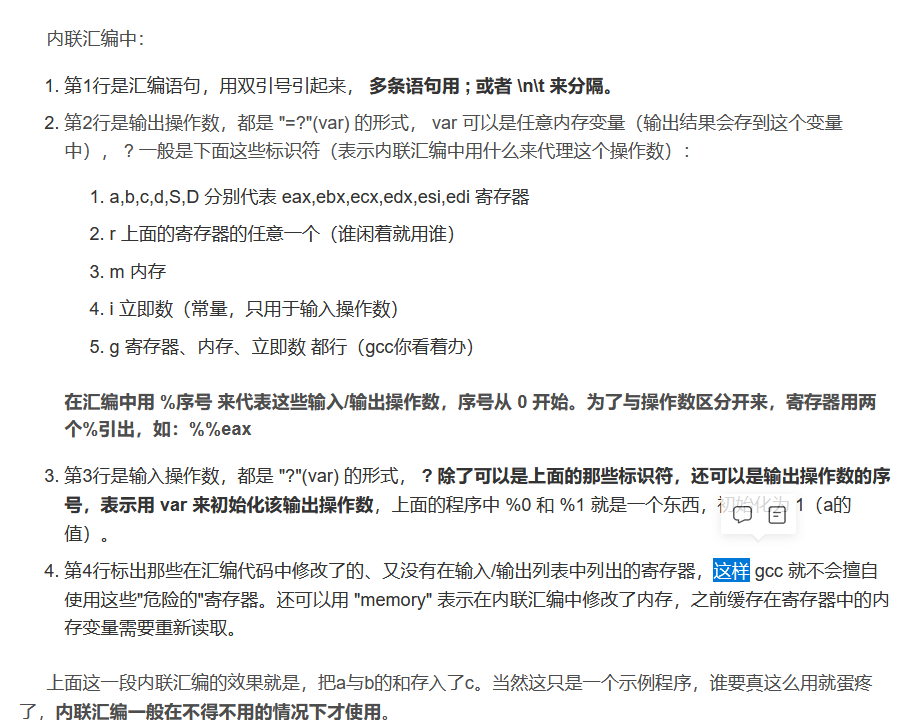 内联汇编中：
1. 第1行是汇编语句，用双引号引起来， 多条语句用 ; 或者 \n\t 来分隔。
2. 第2行是输出操作数，都是 "=?"(var) 的形式， var 可以是任意内存变量（输出结果会存到这个变量
中）， ? 一般是下面这些标识符（表示内联汇编中用什么来代理这个操作数）：
1. a,b,c,d,S,D 分别代表 eax,ebx,ecx,edx,esi,edi 寄存器
2. r 上面的寄存器的任意一个（谁闲着就用谁）
3. m 内存
4. i 立即数（常量，只用于输入操作数）
5. g 寄存器、内存、立即数 都行（gcc你看着办）
在汇编中用 %序号 来代表这些输入/输出操作数，序号从 0 开始。为了与操作数区分开来，寄存器用两
个%引出，如：%%eax
3. 第3行是输入操作数，都是 "?"(var) 的形式， ? 除了可以是上面的那些标识符，还可以是输出操作数的序
号，表示用 var 来初始化该输出操作数，上面的程序中 %0 和 %1 就是一个东西，初始化为 1（a的
值）。
4. 第4行标出那些在汇编代码中修改了的、又没有在输入/输出列表中列出的寄存器，这样 gcc 就不会擅自
使用这些"危险的"寄存器。还可以用 "memory" 表示在内联汇编中修改了内存，之前缓存在寄存器中的内
存变量需要重新读取。
上面这一段内联汇编的效果就是，把a与b的和存入了c。当然这只是一个示例程序，谁要真这么用就蛋疼
了，内联汇编一般在不得不用的情况下才使用。